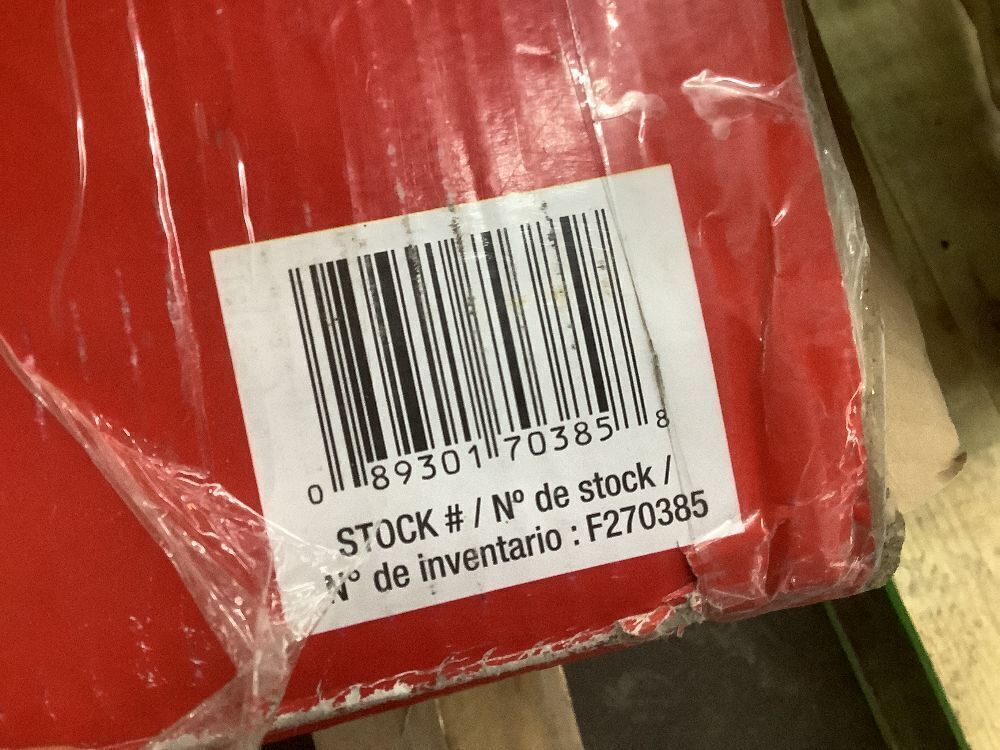 0 89301 70385 8
STOCK # / Nº de stock /
Nº de inventario : F270385